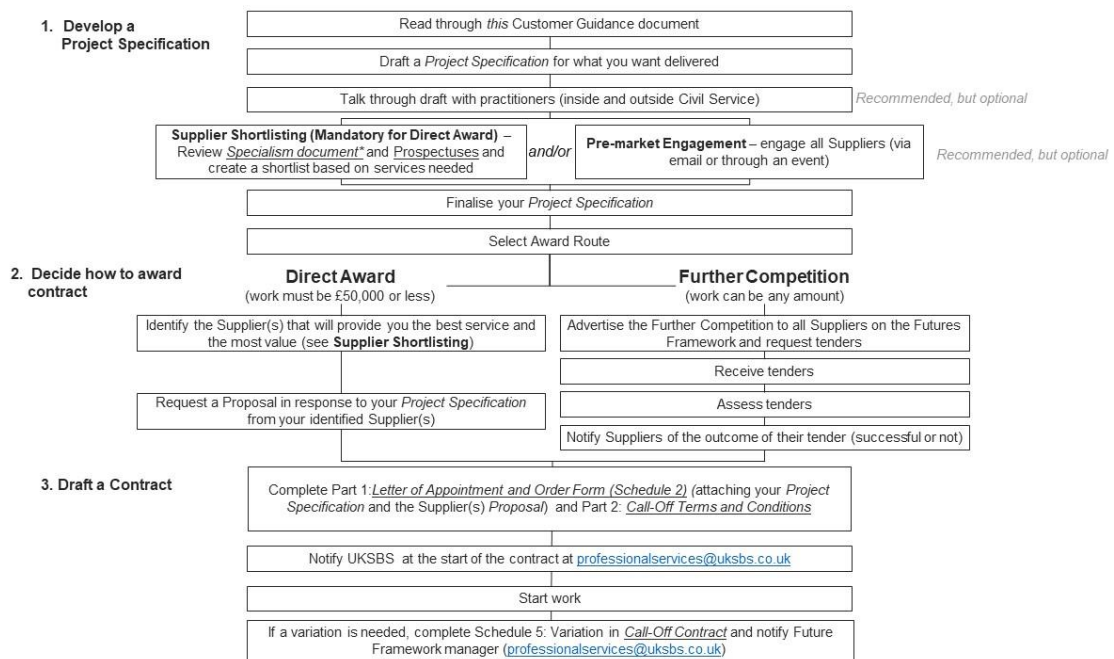 1. Develop a
Project Specification
Read through this Customer Guidance document
Draft a Project Specification for what you want delivered
Talk through draft with practitioners (inside and outside Civil Service)
Recommended, but optional
Supplier Shortlisting (Mandatory for Direct Award) –
Review Specialism document* and Prospectuses and
create a shortlist based on services needed
and/or
Pre-market Engagement – engage all Suppliers (via
email or through an event)
Recommended, but optional
Finalise your Project Specification
Select Award Route
2. Decide how to award
contract
Direct Award
(work must be £50,000 or less)
Identify the Supplier(s) that will provide you the best service and
the most value (see Supplier Shortlisting)
Request a Proposal in response to your Project Specification
from your identified Supplier(s)
Further Competition
(work can be any amount)
Advertise the Further Competition to all Suppliers on the Futures
Framework and request tenders
Receive tenders
Assess tenders
Notify Suppliers of the outcome of their tender (successful or not)
3. Draft a Contract
Complete Part 1:Letter of Appointment and Order Form (Schedule 2) (attaching your Project
Specification and the Supplier(s) Proposal) and Part 2: Call-Off Terms and Conditions
Notify UKSBS at the start of the contract at professionalservices@uksbs.co.uk
Start work
If a variation is needed, complete Schedule 5: Variation in Call-Off Contract and notify Future
Framework manager (professionalservices@uksbs.co.uk)